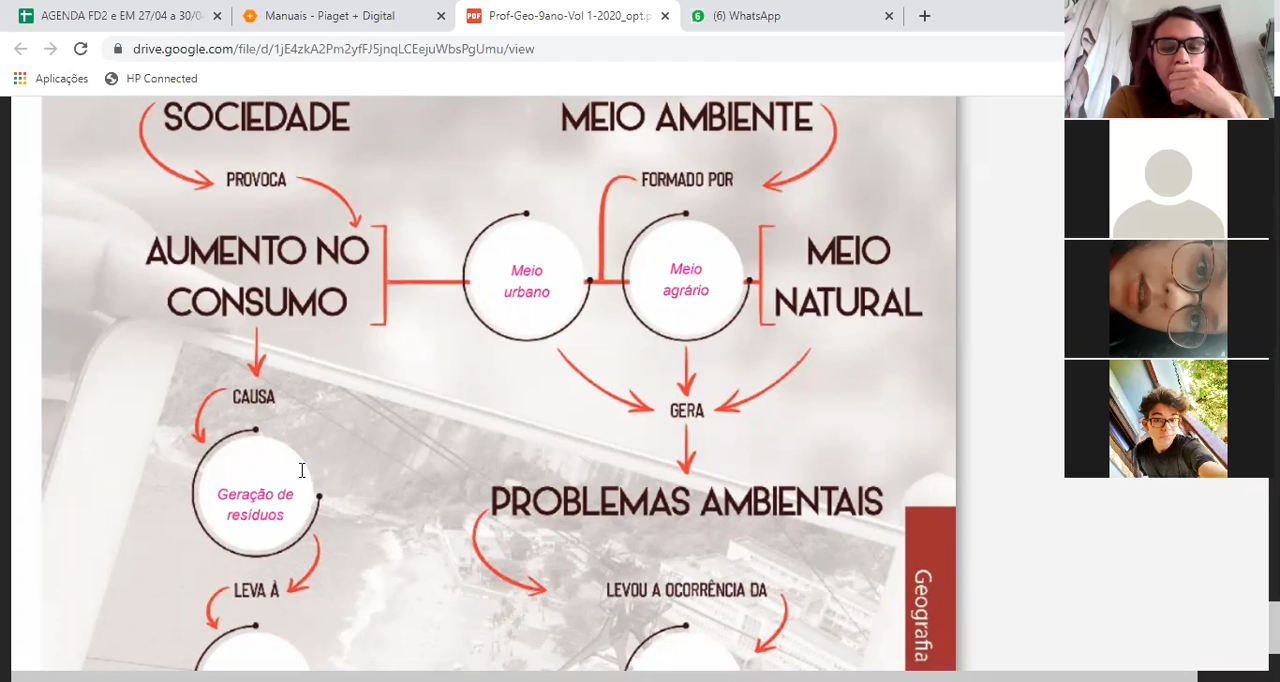 AGENDA FD2 e EM 27/04 a 30/0
Manuais - Piaget + Digital
Prof-Geo-9ano-Vol 1-2020_opt.p
(6) WhatsApp
drive.google.com/file/d/1jE4zkA2Pm2yfFJ5jnqLCEejuWbsPgUmu/view
Aplicações
HP Connected
SOCIEDADE
MEIO AMBIENTE
PROVOCA
FORMADO POR
AUMENTO NO
CONSUMO
Meio
urbano
Meio
agrário
MEIO
NATURAL
CAUSA
GERA
Geração de
resíduos
PROBLEMAS AMBIENTAIS
LEVA À
LEVOU A OCORRÊNCIA DA
Geografia